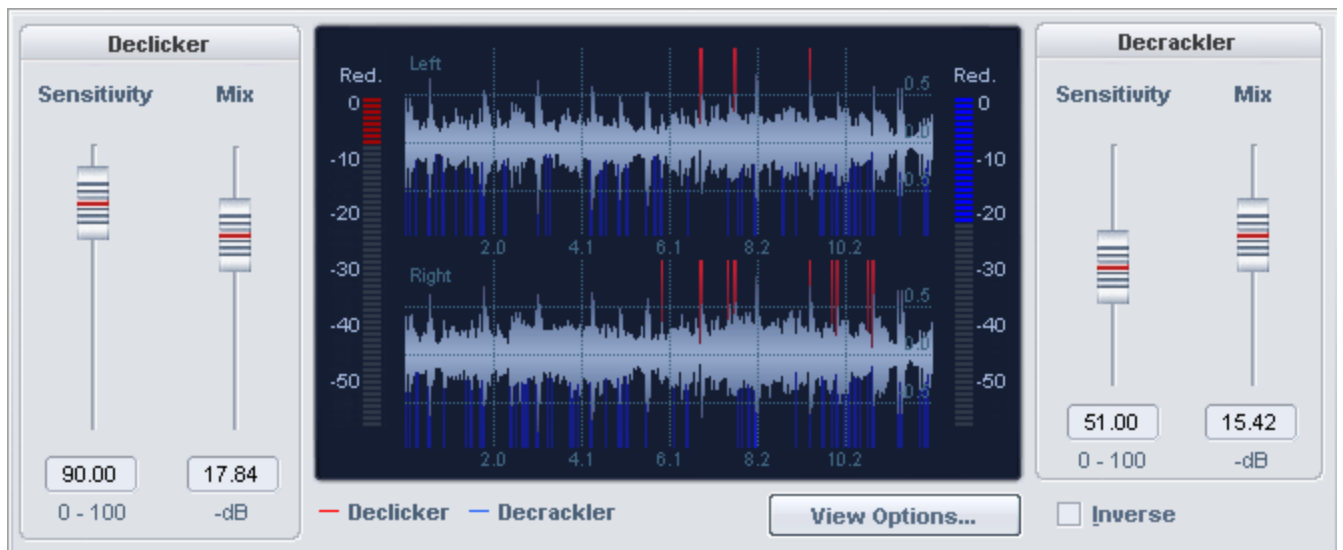 Declicker
Sensitivity Mix
90.00 17.84
0 - 100 -dB
Red.
0
-10
-20
-30
-40
-50
Left
0.5
0.0
0.5
2.0 4.1 6.1 8.2 10.2
Right
0.5
0.0
0.5
2.0 4.1 6.1 8.2 10.2
Red.
0
-10
-20
-30
-40
-50
Declicker Decrackler
View Options...
Decrackler
Sensitivity Mix
51.00 15.42
0 - 100 -dB
Inverse